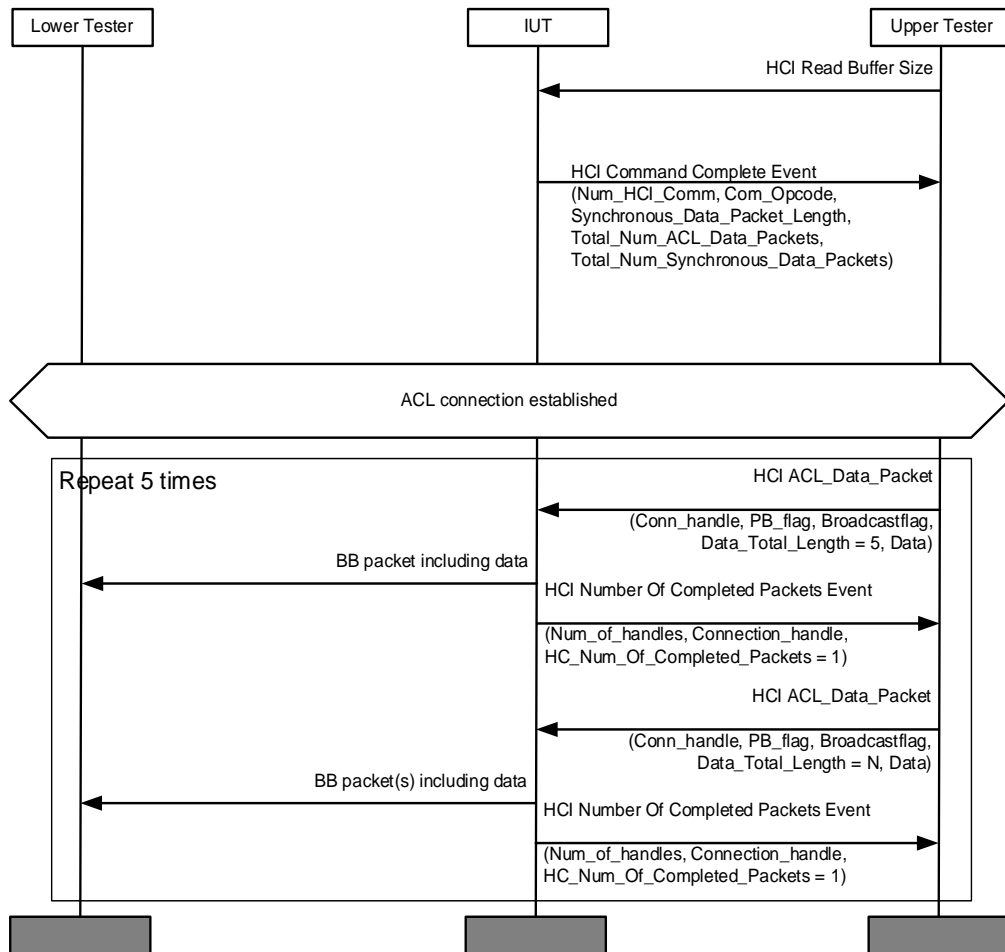 Lower Tester
IUT
Upper Tester
HCI Read Buffer Size
HCI Command Complete Event
(Num_HCI_Comm, Com_Opcode,
Synchronous_Data_Packet_Length,
Total_Num_ACL_Data_Packets,
Total_Num_Synchronous_Data_Packets)
ACL connection established
Repeat 5 times
HCI ACL_Data_Packet
(Conn_handle, PB_flag, Broadcastflag,
Data_Total_Length = 5, Data)
BB packet including data
HCI Number Of Completed Packets Event
(Num_of_handles, Connection_handle,
HC_Num_Of_Completed_Packets = 1)
HCI ACL_Data_Packet
(Conn_handle, PB_flag, Broadcastflag,
Data_Total_Length = N, Data)
BB packet(s) including data
HCI Number Of Completed Packets Event
(Num_of_handles, Connection_handle,
HC_Num_Of_Completed_Packets = 1)